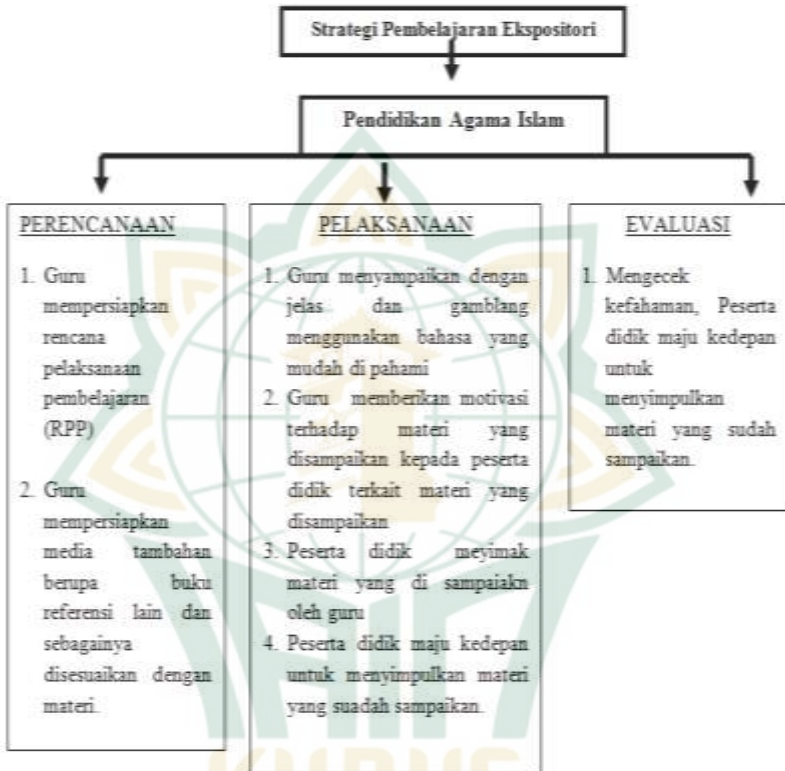 Strategi Pembelajaran Ekspositori
Pendidikan Agama Islam
PERENCANAAN
1. Guru
mempersiapkan
rencana
pelaksanaan
pembelajaran
(RPP)
2. Guru
mempersiapkan
media tambahan
berupa buku
referensi lain dan
sebagainya
disesuaikan dengan
materi.
PELAKSANAAN
1. Guru menyampaikan dengan
jelas dan gamblang
menggunakan bahasa yang
mudah di pahami
2. Guru memberikan motivasi
terhadap materi yang
disampaikan kepada peserta
didik terkait materi yang
disampaikan
3. Peserta didik meyimak
materi yang di sampaiakn
oleh guru
4. Peserta didik maju kedepan
untuk menyimpulkan materi
yang suadah sampaikan.
EVALUASI
1. Mengecek
kefahaman, Peserta
didik maju kedepan
untuk
menyimpulkan
materi yang sudah
sampaikan.
KUDUS